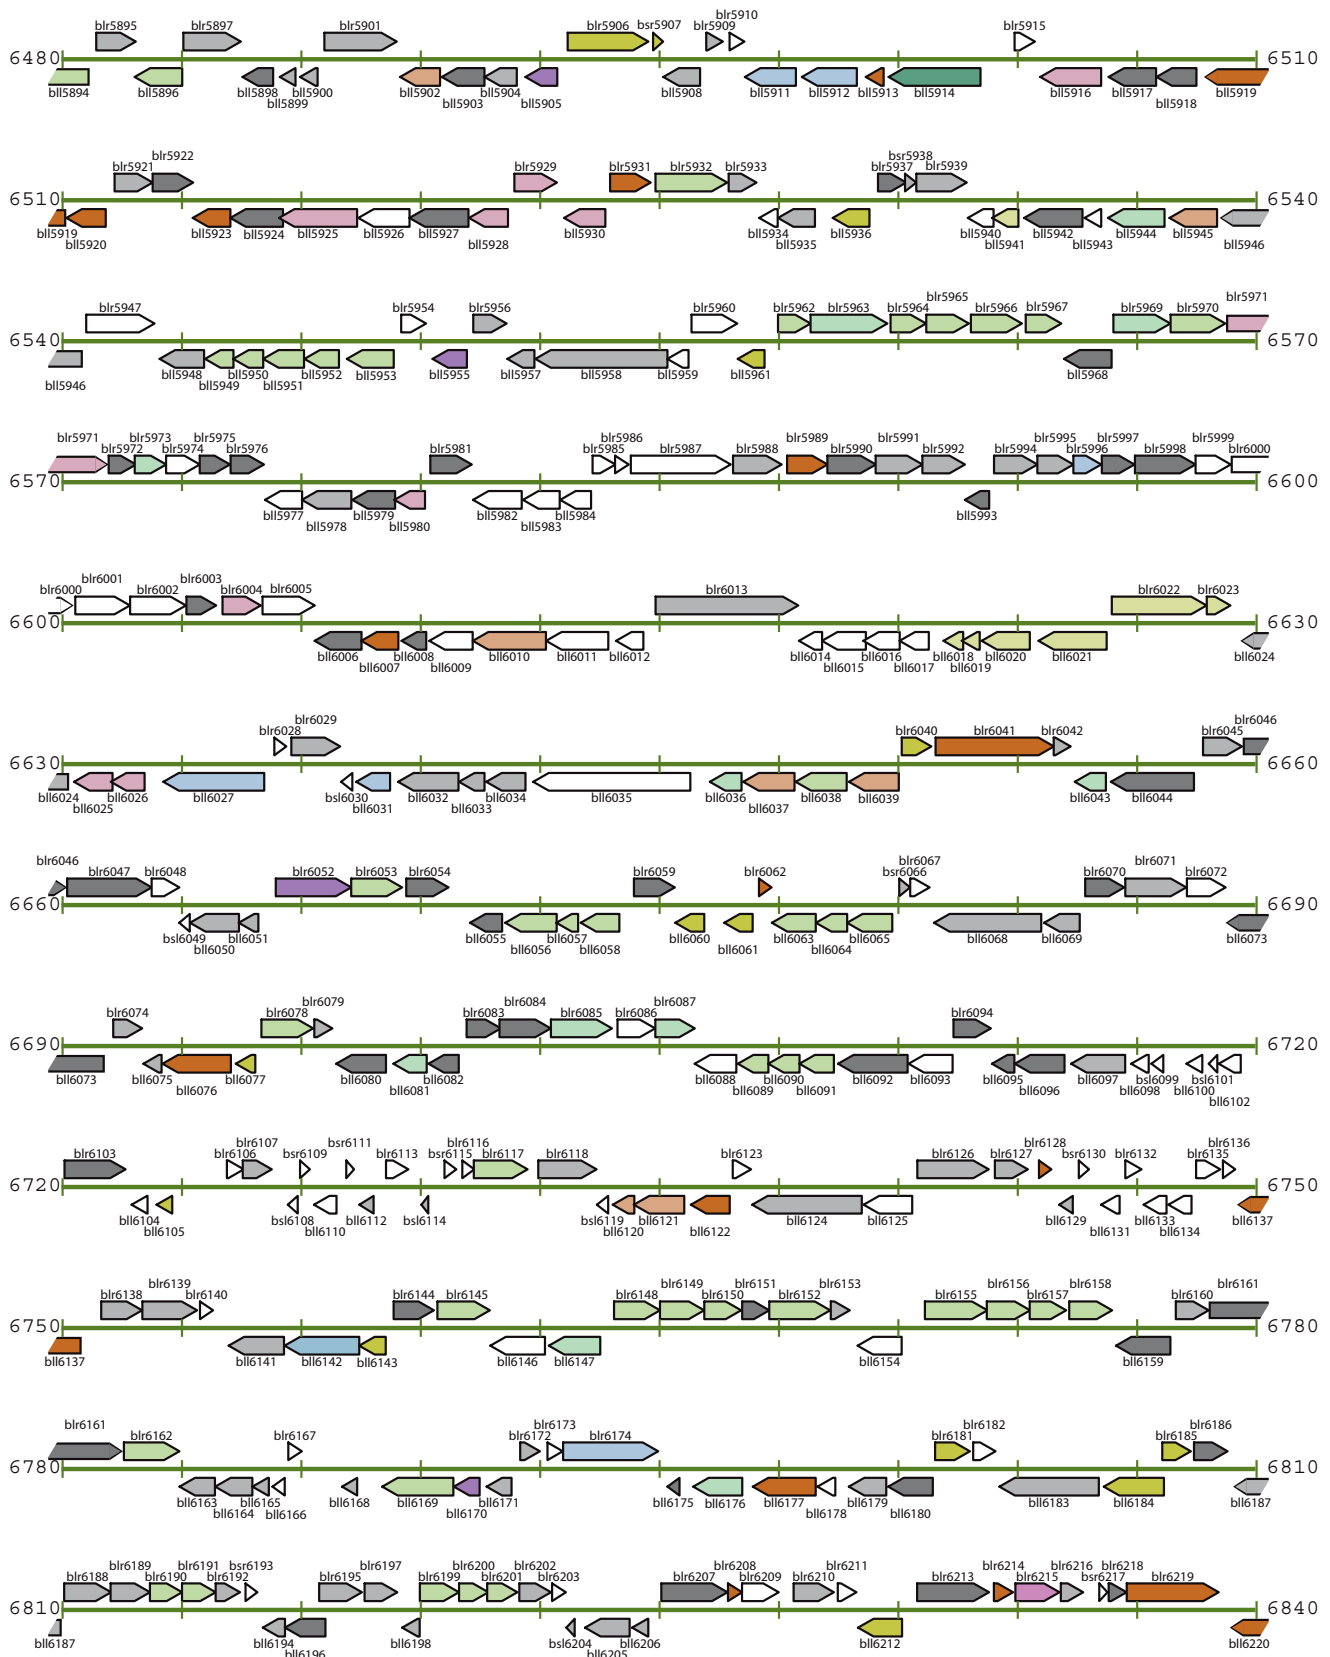 blr5910
blr5895 blr5897 blr5901 blr5906 bsr5907 blr5909 blr5915
6480 6510
bll5894 bll5896 bll5898 bll5899 bll5900 bll5902 bll5903 bll5904 bll5905 bll5908 bll5911 bll5912 bll5913 bll5914 bll5916 bll5917 bll5918 bll5919
blr5921 blr5922 blr5929 blr5931 blr5932 blr5933 blr5937 bsr5938 blr5939
6510 6540
bll5919 bll5920 bll5923 bll5924 bll5925 bll5926 bll5927 bll5928 bll5930 bll5934 bll5935 bll5936 bll5940 bll5941 bll5942 bll5943 bll5944 bll5945 bll5946
blr5947 blr5954 blr5956 blr5960 blr5962 blr5963 blr5964 blr5965 blr5966 blr5967 blr5969 blr5970 blr5971
6540 6570
bll5946 bll5948 bll5949 bll5950 bll5951 bll5952 bll5953 bll5955 bll5957 bll5958 bll5959 bll5961 bll5968
blr5971 blr5972 blr5973 blr5974 blr5975 blr5976 blr5981 blr5985 blr5986 blr5987 blr5988 blr5989 blr5990 blr5991 blr5992 blr5994 blr5995 blr5996 blr5997 blr5998 blr5999 blr6000
6570 6600
bll5977 bll5978 bll5979 bll5980 bll5982 bll5983 bll5984 bll5993
blr6000 blr6001 blr6002 blr6003 blr6004 blr6005 blr6013 blr6022 blr6023
6600 6630
bll6006 bll6007 bll6008 bll6009 bll6010 bll6011 bll6012 bll6014 bll6015 bll6016 bll6017 bll6018 bll6019 bll6020 bll6021 bll6024
blr6028 blr6029 blr6040 blr6041 blr6042 blr6045 blr6046
6630 6660
bll6024 bll6025 bll6026 bll6027 bsl6030 bll6031 bll6032 bll6033 bll6034 bll6035 bll6036 bll6037 bll6038 bll6039 bll6043 bll6044
blr6046 blr6047 blr6048 blr6052 blr6053 blr6054 blr6059 blr6062 bsr6066 blr6067 blr6070 blr6071 blr6072
6660 6690
bsl6049 bll6050 bll6051 bll6055 bll6056 bll6057 bll6058 bll6060 bll6061 bll6063 bll6064 bll6065 bll6068 bll6069 bll6073
blr6074 blr6078 blr6079 blr6083 blr6084 blr6085 blr6086 blr6087 blr6094
6690 6720
bll6073 bll6075 bll6076 bll6077 bll6080 bll6081 bll6082 bll6088 bll6089 bll6090 bll6091 bll6092 bll6093 bll6095 bll6096 bll6097 bll6098 bsl6099 bll6100 bsl6101 bll6102
blr6103 blr6106 blr6107 bsr6109 bsr6111 blr6113 bsr6115 blr6116 blr6117 blr6118 blr6123 blr6126 blr6127 blr6128 bsr6130 blr6132 blr6135 blr6136
6720 6750
bll6104 bll6105 bsl6108 bll6110 bll6112 bsl6114 bsl6119 bll6120 bll6121 bll6122 bll6124 bll6125 bll6129 bll6131 bll6133 bll6134 bll6137
blr6138 blr6139 blr6140 blr6144 blr6145 blr6148 blr6149 blr6150 blr6151 blr6152 blr6153 blr6155 blr6156 blr6157 blr6158 blr6160 blr6161
6750 6780
bll6137 bll6141 bll6142 bll6143 bll6146 bll6147 bll6154 bll6159
blr6161 blr6162 blr6167 blr6172 blr6173 blr6174 blr6181 blr6182 blr6185 blr6186
6780 6810
bll6163 bll6164 bll6165 bll6166 bll6168 bll6169 bll6170 bll6171 bll6175 bll6176 bll6177 bll6178 bll6179 bll6180 bll6183 bll6184 bll6187
blr6188 blr6189 blr6190 blr6191 blr6192 bsr6193 blr6195 blr6197 blr6199 blr6200 blr6201 blr6202 blr6203 blr6207 blr6208 blr6209 blr6210 blr6211 blr6213 blr6214 blr6215 blr6216 bsr6217 blr6218 blr6219
6810 6840
bll6187 bll6194 bll6196 bll6198 bsl6204 bll6205 bll6206 bll6212 bll6220